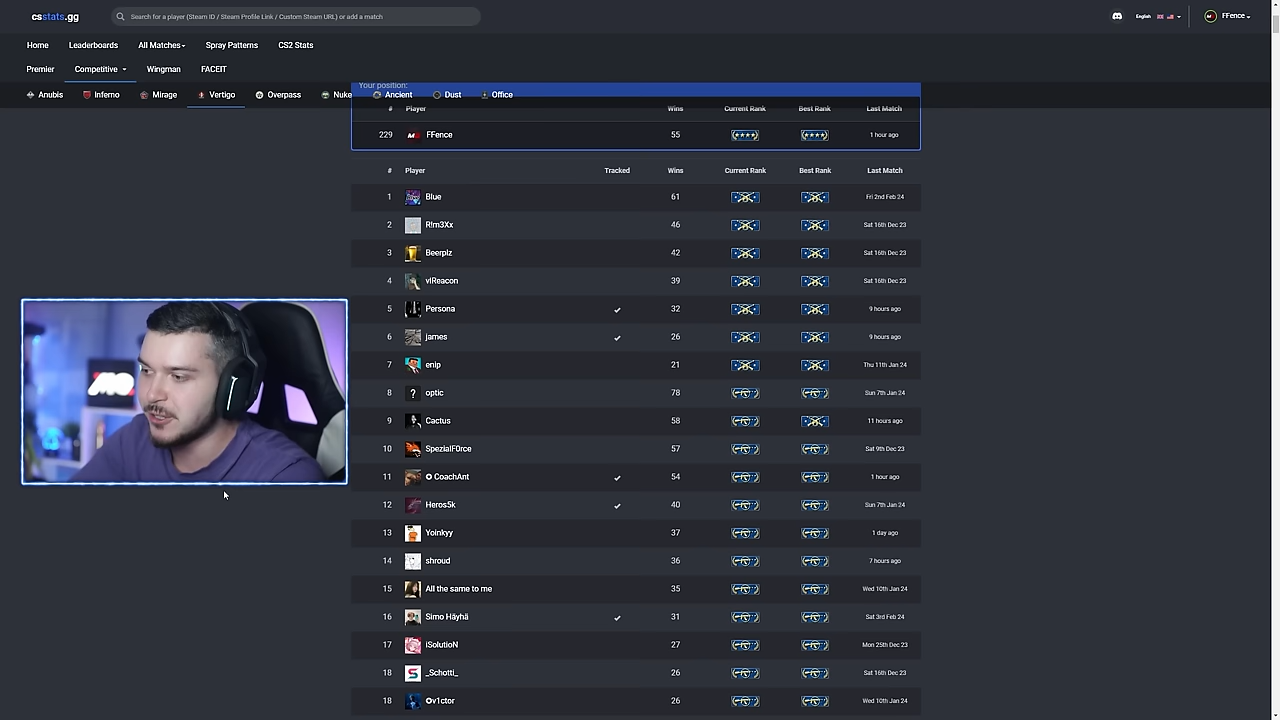 csstats.gg
Search for a player (Steam ID / Steam Profile Link / Custom Steam URL) or add a match
English
FFence
Home Leaderboards All Matches Spray Patterns CS2 Stats
Premier Competitive Wingman FACEIT
Anubis Inferno Mirage Vertigo Overpass Nuke Ancient Dust Office
Your position:
# Player Wins Current Rank Best Rank Last Match
229 FFence 55 1 hour ago
# Player Tracked Wins Current Rank Best Rank Last Match
1 Blue 61 Fri 2nd Feb 24
2 R!m3Xx 46 Sat 16th Dec 23
3 Beerplz 42 Sat 16th Dec 23
4 vlReacon 39 Sat 16th Dec 23
5 Persona 32 9 hours ago
6 james 26 9 hours ago
7 enip 21 Thu 11th Jan 24
8 optic 78 Sun 7th Jan 24
9 Cactus 58 11 hours ago
10 SpezialF0rce 57 Sat 9th Dec 23
11 ✪ CoachAnt 54 1 hour ago
12 Heros5k 40 Sun 7th Jan 24
13 Yoinkyy 37 1 day ago
14 shroud 36 7 hours ago
15 All the same to me 35 Wed 10th Jan 24
16 Simo Häyhä 31 Sat 3rd Feb 24
17 iSolutioN 27 Mon 25th Dec 23
18 _Schotti_ 26 Sat 16th Dec 23
18 ✪v1ctor 26 Wed 10th Jan 24